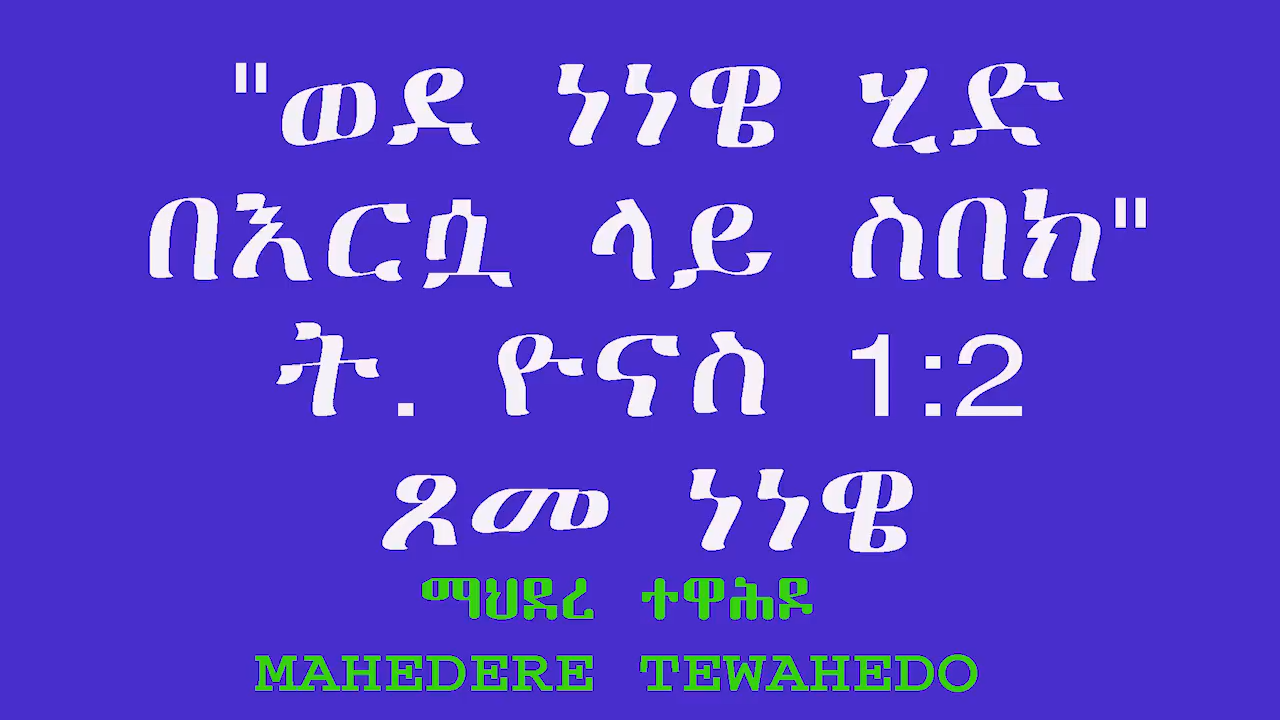 "ወደ ነነዌ ሂድ
በእርሷ ላይ ስበክ"
ት. ዮናስ 1:2
ጾመ ነነዌ
ማህደረ ተዋሕዶ
MAHEDERE TEWAHEDO